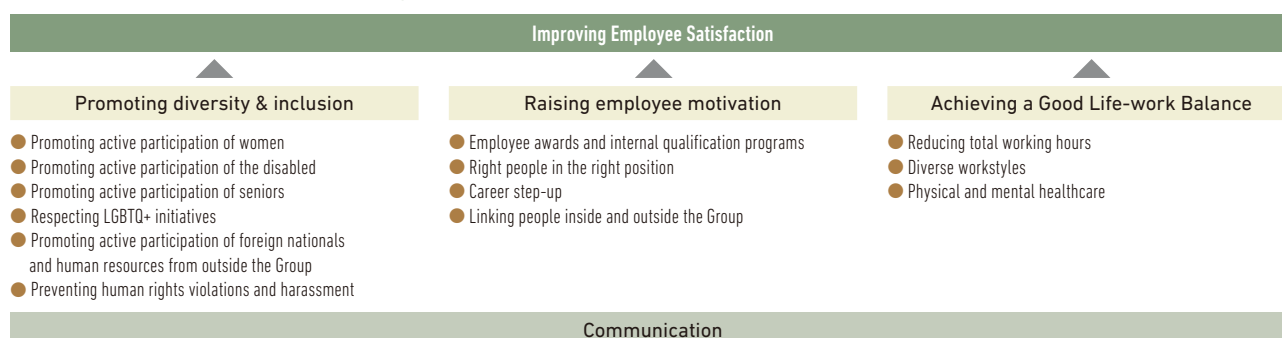 Improving Employee Satisfaction
Promoting diversity & inclusion
● Promoting active participation of women
● Promoting active participation of the disabled
● Promoting active participation of seniors
● Respecting LGBTQ+ initiatives
● Promoting active participation of foreign nationals
and human resources from outside the Group
● Preventing human rights violations and harassment
Raising employee motivation
● Employee awards and internal qualification programs
● Right people in the right position
● Career step-up
● Linking people inside and outside the Group
Achieving a Good Life-work Balance
● Reducing total working hours
● Diverse workstyles
● Physical and mental healthcare
Communication